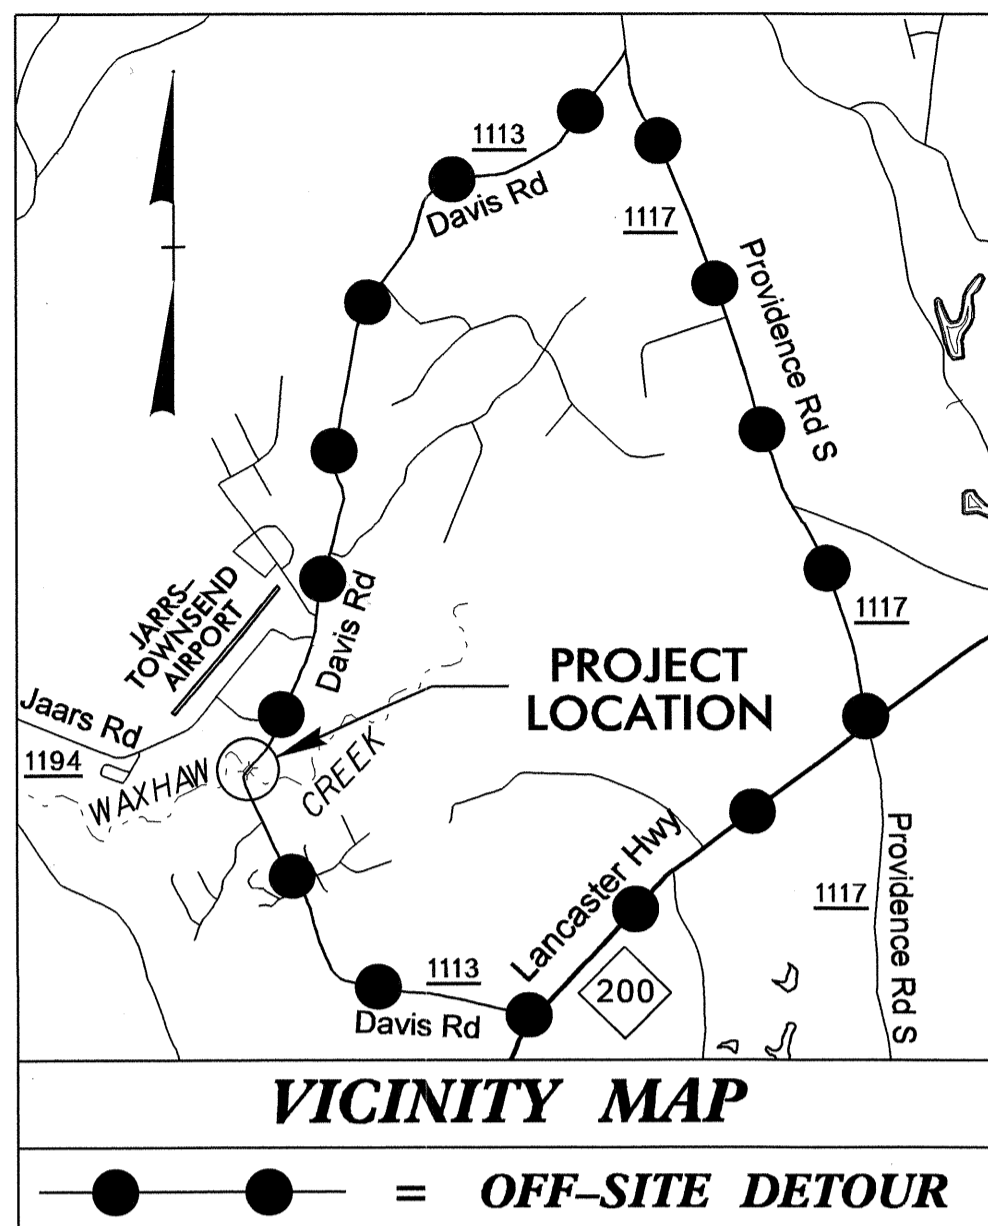 1113
Davis Rd
1117
Providence Rd S
JARRS–
TOWNSEND
AIRPORT
Davis Rd
1117
PROJECT
LOCATION
Jaars Rd
1194
WAXHAW
CREEK
Lancaster Hwy
Providence Rd S
1117
1113
200
Davis Rd
VICINITY MAP
= OFF–SITE DETOUR